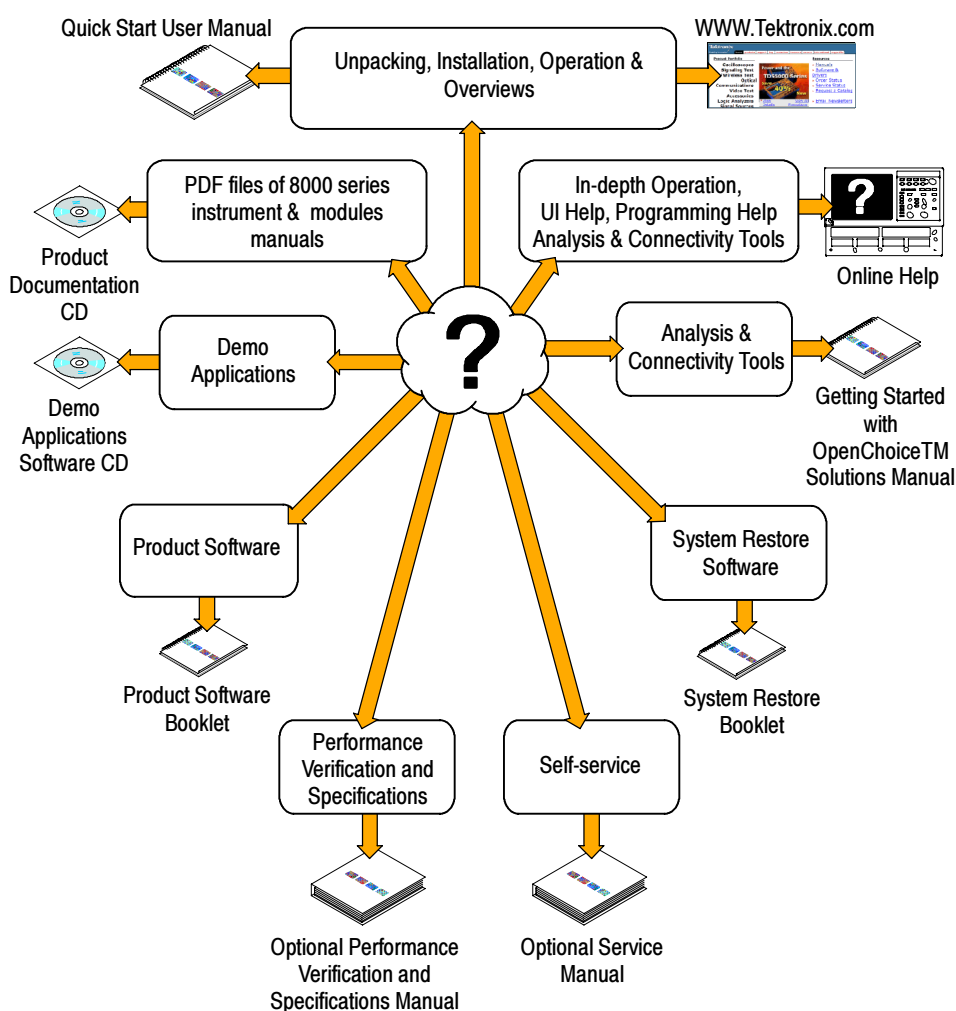 Quick Start User Manual
WWW.Tektronix.com
Unpacking, Installation, Operation &
Overviews
PDF files of 8000 series
instrument & modules
manuals
In-depth Operation,
UI Help, Programming Help
Analysis & Connectivity Tools
Product
Documentation
CD
Online Help
Demo
Applications
Analysis &
Connectivity Tools
Demo
Applications
Software CD
Getting Started
with
OpenChoiceTM
Solutions Manual
Product Software
System Restore
Software
Product Software
Booklet
System Restore
Booklet
Performance
Verification and
Specifications
Self-service
Optional Performance
Verification and
Specifications Manual
Optional Service
Manual